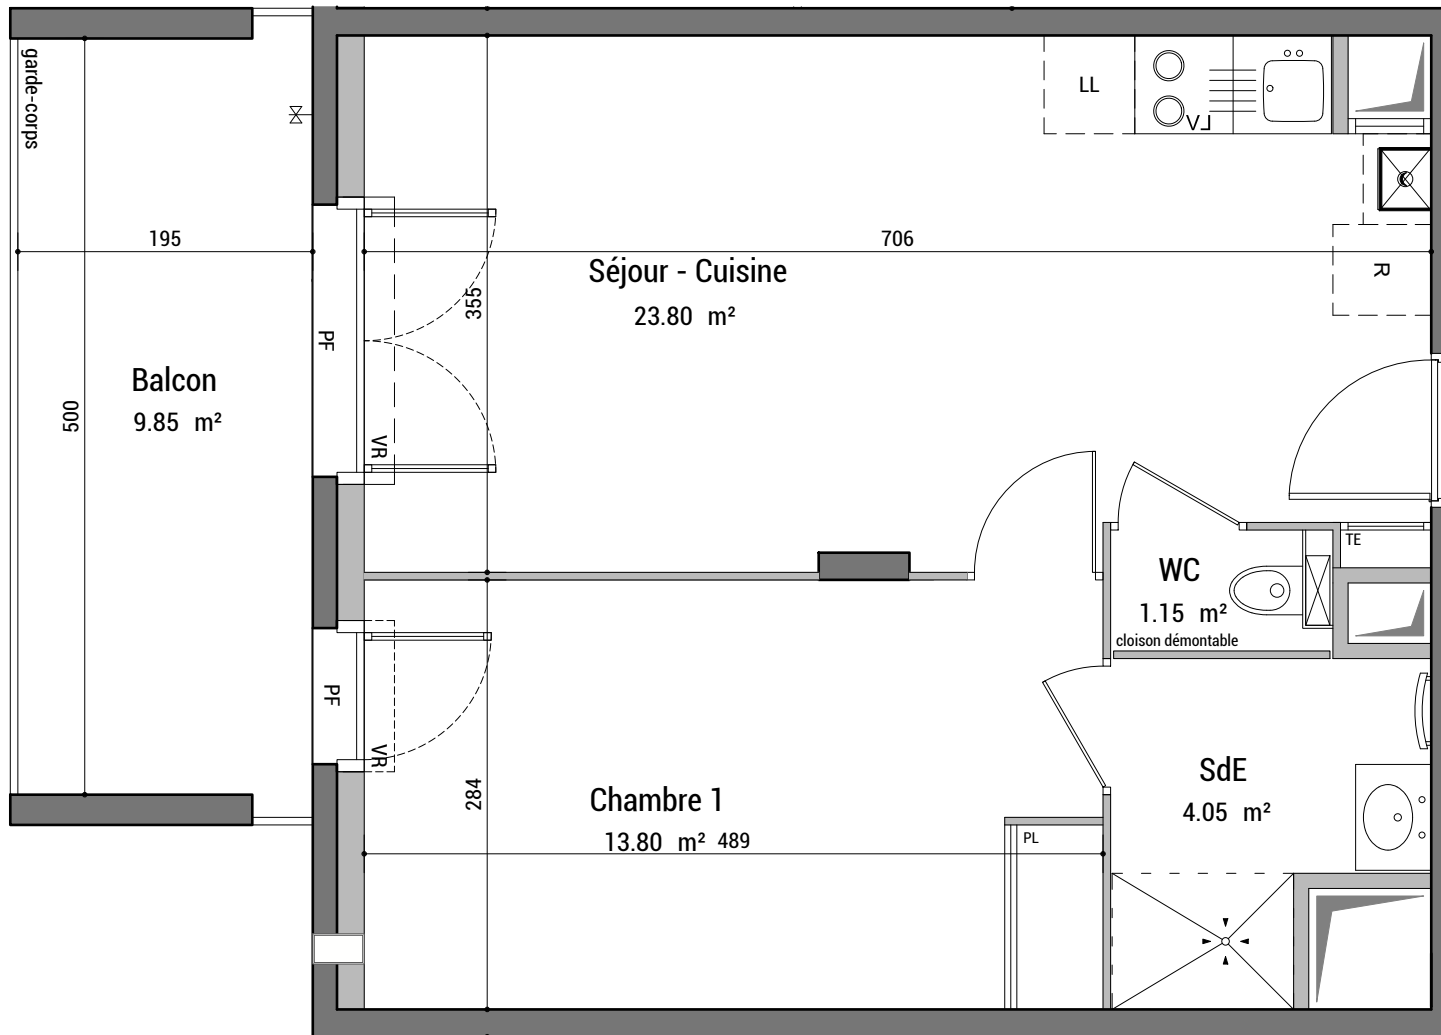 garde-corps
LL
LV
195
706
R
Séjour - Cuisine
23.80 m²
355
PF
Balcon
9.85 m²
500
VR
TE
WC
1.15 m²
cloison démontable
PF
VR
284
Chambre 1
13.80 m² 489
PL
SdE
4.05 m²